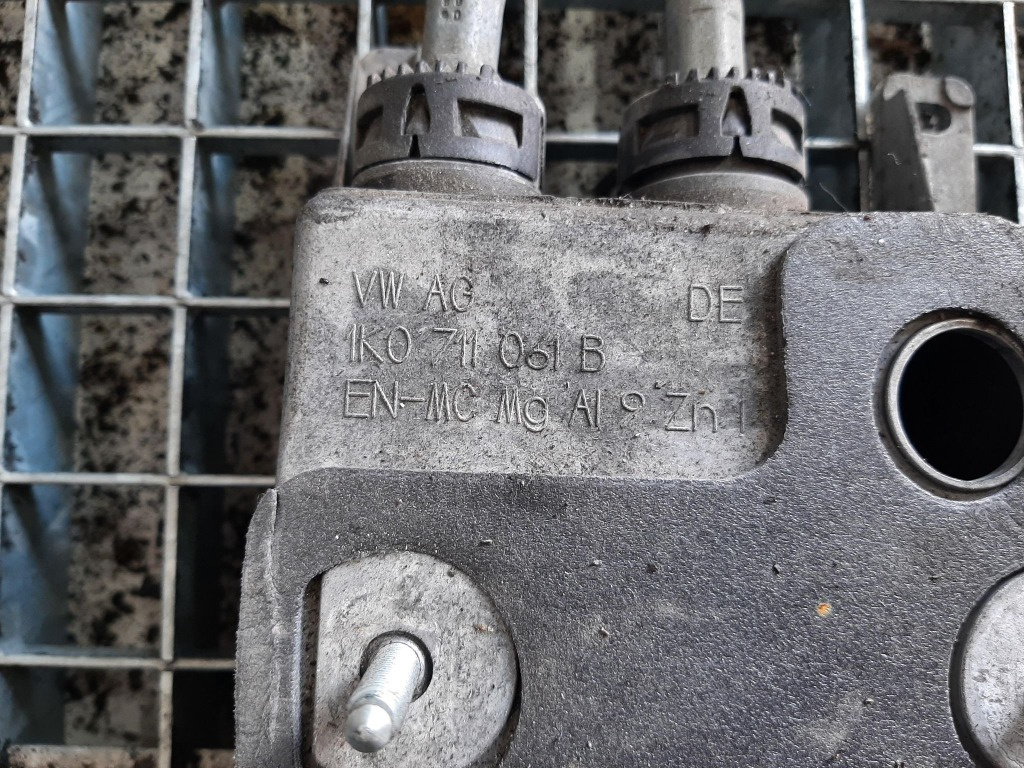 VW AG DE
1K0 711 061 B
EN-MC Mg Al 9 Zn 1